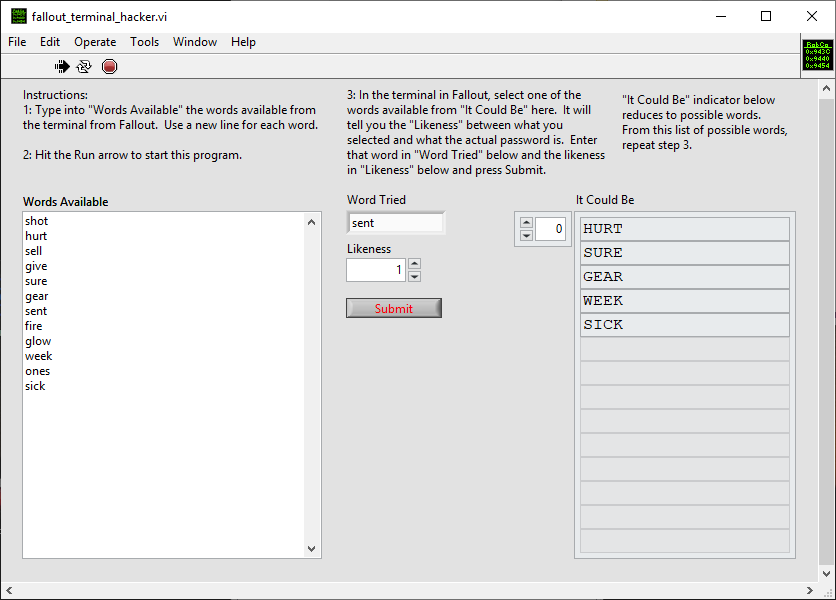 fallout_terminal_hacker.vi
File Edit Operate Tools Window Help
RobCo
0x943C
0x9440
0x9454
Instructions:
1: Type into "Words Available" the words available from
the terminal from Fallout. Use a new line for each word.
2: Hit the Run arrow to start this program.
3: In the terminal in Fallout, select one of the
words available from "It Could Be" here. It will
tell you the "Likeness" between what you
selected and what the actual password is. Enter
that word in "Word Tried" below and the likeness
in "Likeness" below and press Submit.
"It Could Be" indicator below
reduces to possible words.
From this list of possible words,
repeat step 3.
Words Available
shot
hurt
sell
give
sure
gear
sent
fire
glow
week
ones
sick
Word Tried
sent
Likeness
1
Submit
0
It Could Be
HURT
SURE
GEAR
WEEK
SICK